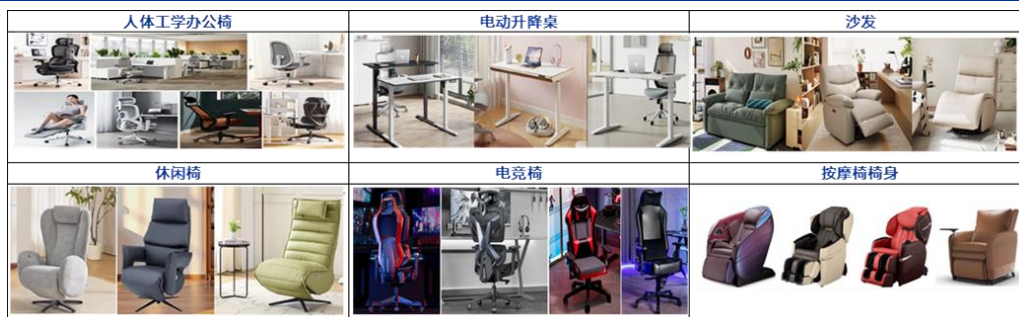 人体工学办公椅
电动升降桌
沙发
休闲椅
电竞椅
按摩椅椅身